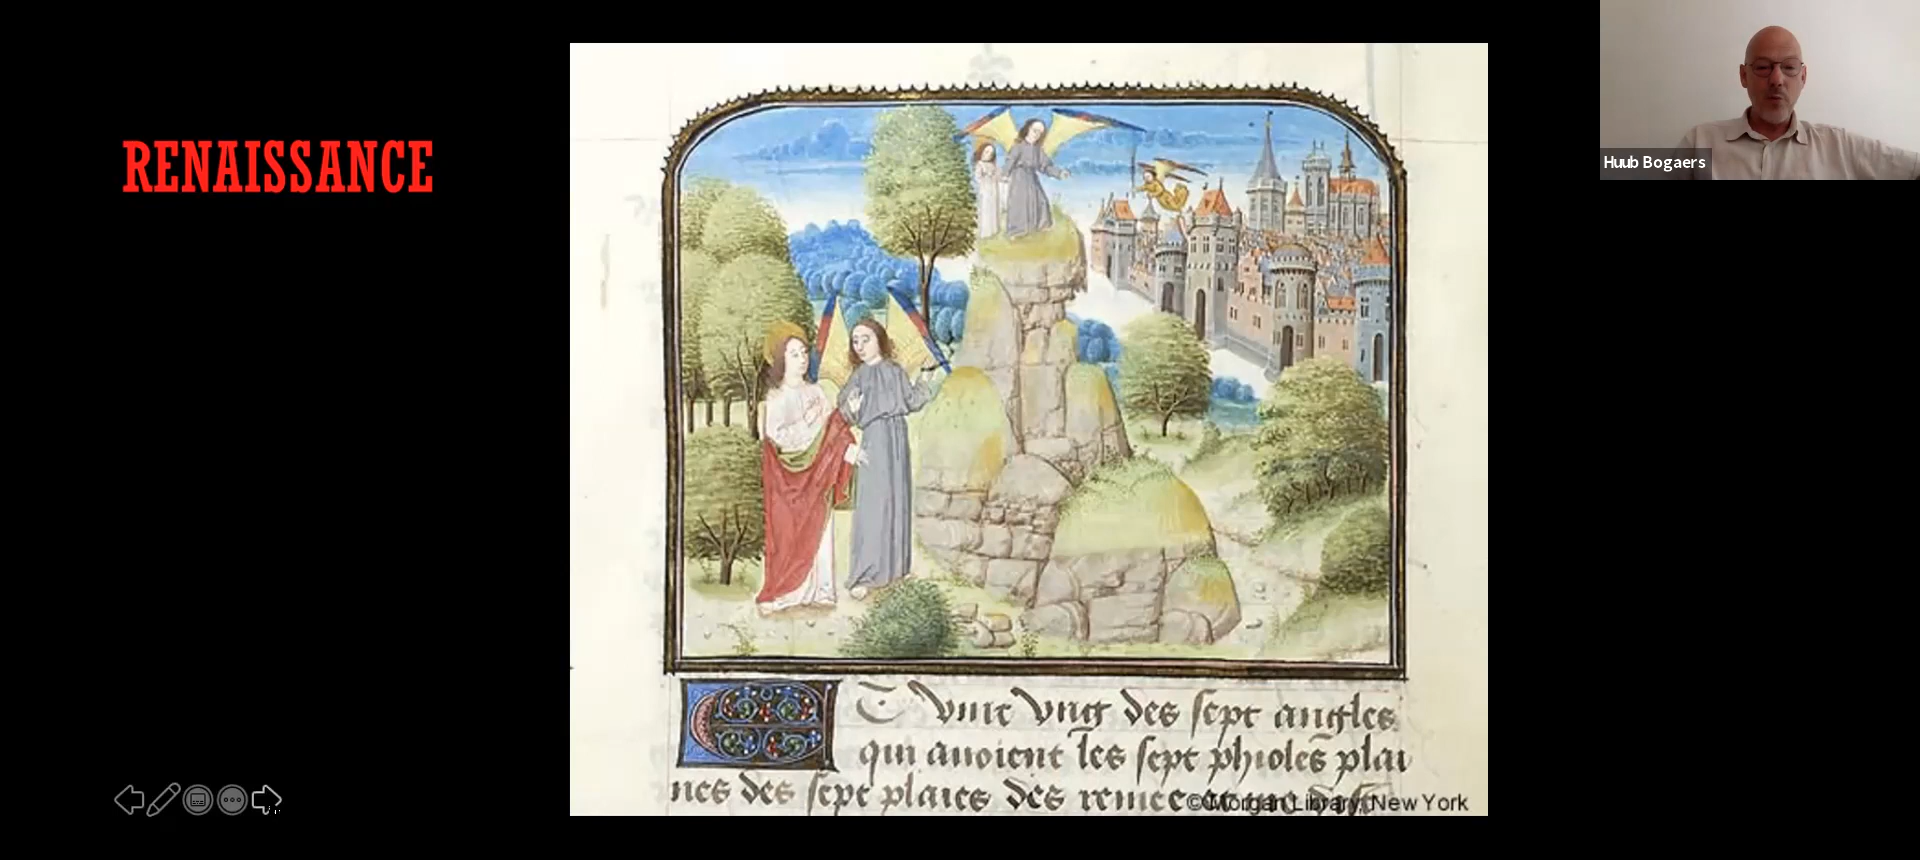 RENAISSANCE
Huub Bogaers
Et vint vng des sept angles
qui auoient les sept phioles plai
nes des sept plaies des
© Morgan Library, New York